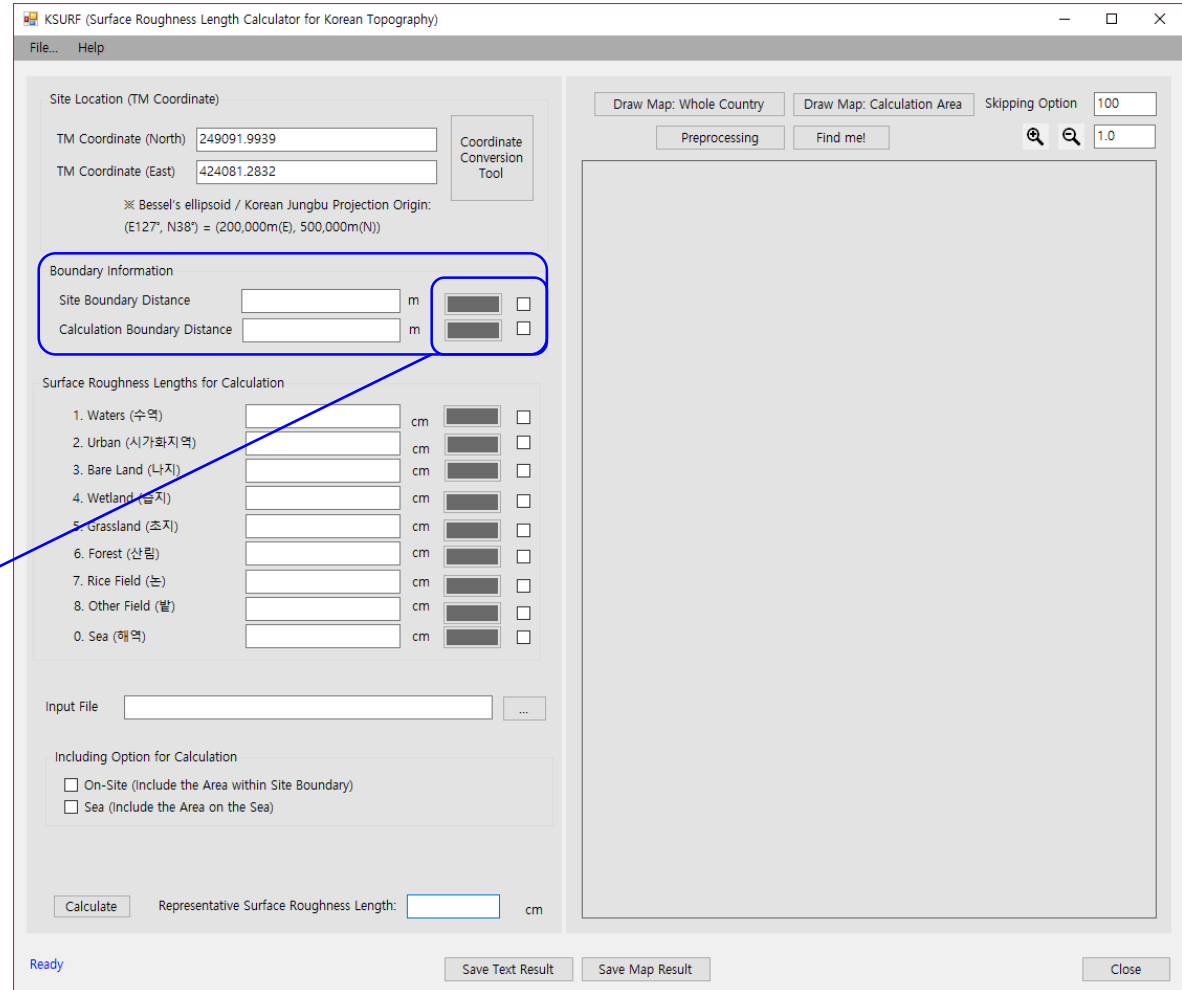 KSURF (Surface Roughness Length Calculator for Korean Topography)
File... Help
Site Location (TM Coordinate)
TM Coordinate (North) 249091.9939
TM Coordinate (East) 424081.2832
Coordinate
Conversion
Tool
※ Bessel's ellipsoid / Korean Jungbu Projection Origin:
(E127°, N38°) = (200,000m(E), 500,000m(N))
Boundary Information
Site Boundary Distance m
Calculation Boundary Distance m
Surface Roughness Lengths for Calculation
1. Waters (수역) cm
2. Urban (시가화지역) cm
3. Bare Land (나지) cm
4. Wetland (습지) cm
5. Grassland (초지) cm
6. Forest (산림) cm
7. Rice Field (논) cm
8. Other Field (밭) cm
0. Sea (해역) cm
Input File ...
Including Option for Calculation
On-Site (Include the Area within Site Boundary)
Sea (Include the Area on the Sea)
Calculate Representative Surface Roughness Length: cm
Draw Map: Whole Country Draw Map: Calculation Area Skipping Option 100
Preprocessing Find me! 1.0
Ready Save Text Result Save Map Result Close